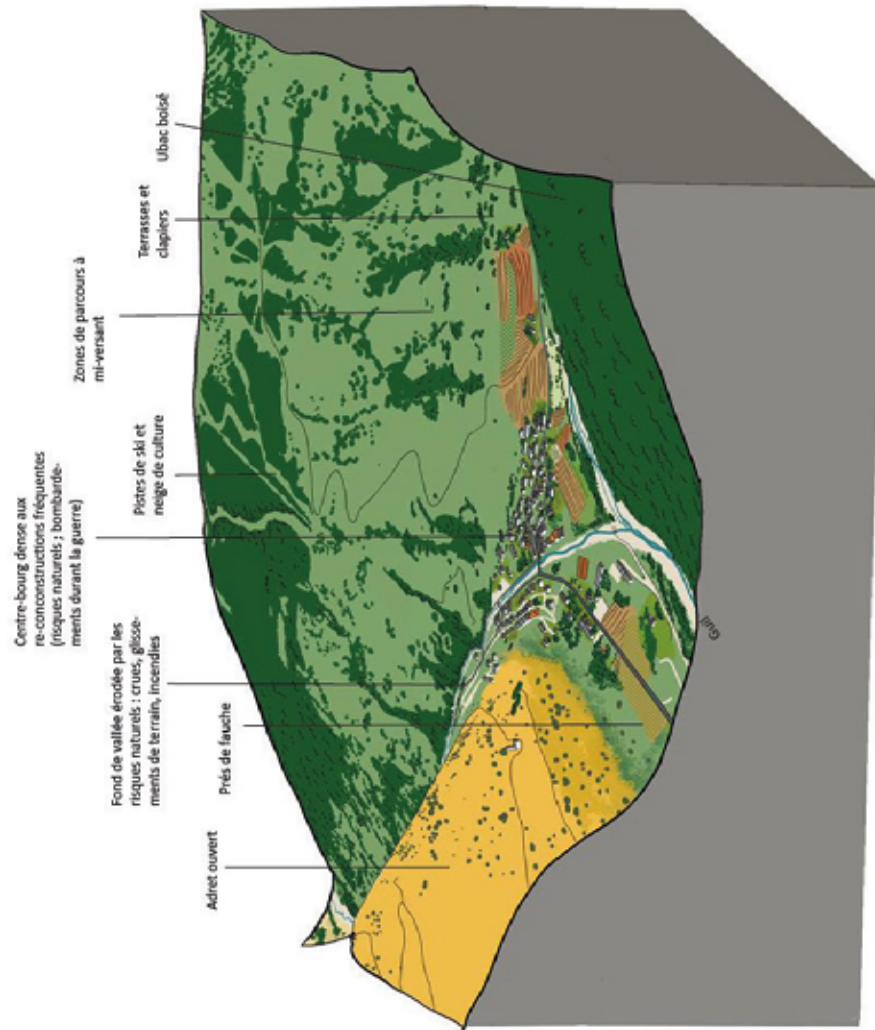 Adret ouvert
Prés de fauche
Fond de vallée érodée par les
risques naturels : crues, glisse-
ments de terrain, incendies
Centre-bourg dense aux
re-conconstructions fréquentes
(risques naturels ; bombarde-
ments durant la guerre)
Pistes de ski et
neige de culture
Zones de parcours à
mi-versant
Terrasses et
clapiers
Ubac boisé
Guil